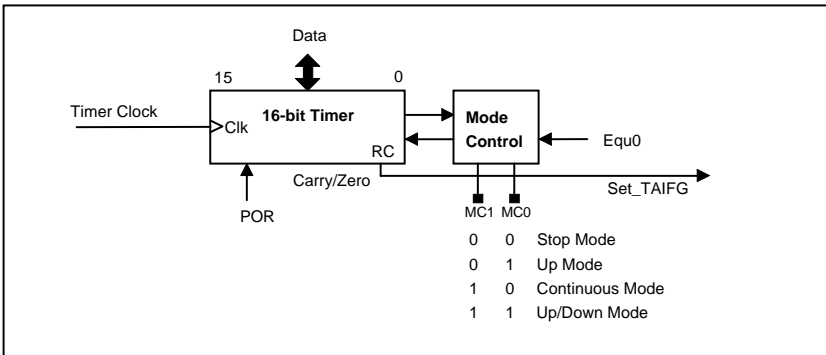 Data
15
0
Timer Clock
16-bit Timer
Mode
Control
Clk
Equ0
RC
Carry/Zero
Set_TAIFG
POR
MC1 MC0
0 0 Stop Mode
0 1 Up Mode
1 0 Continuous Mode
1 1 Up/Down Mode